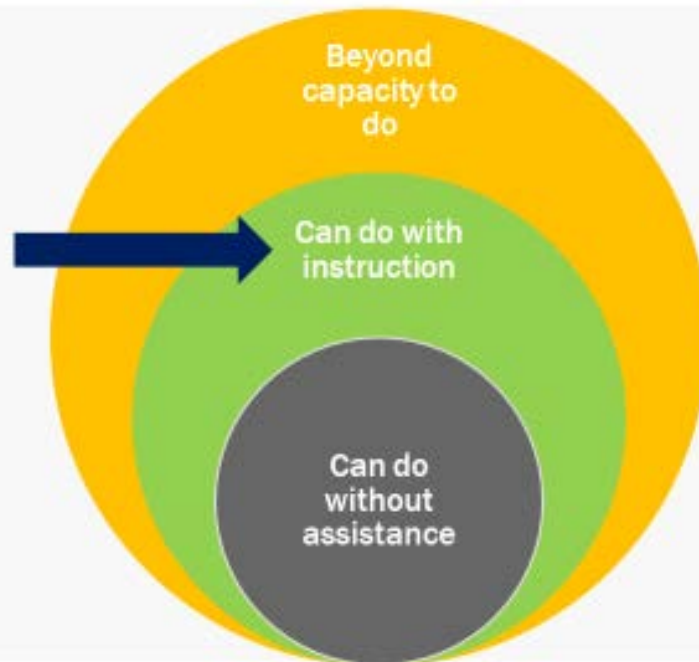 Beyond
capacity to
do
Can do with
instruction
Can do
without
assistance